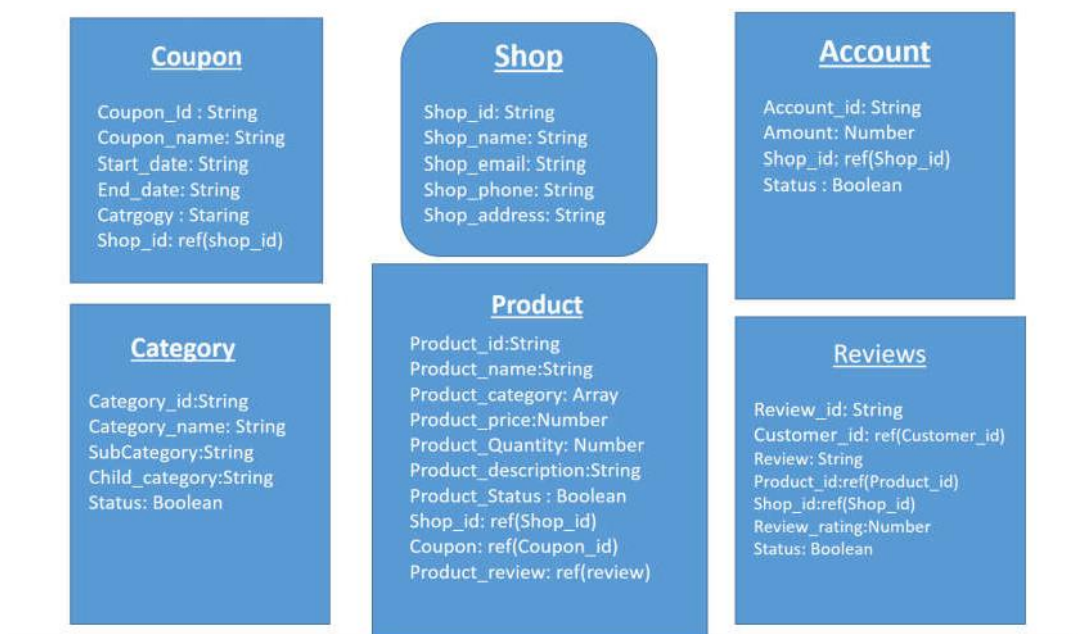 Coupon
Coupon_Id : String
Coupon_name: String
Start_date: String
End_date: String
Catrgogy : Staring
Shop_id: ref(shop_id)
Shop
Shop_id: String
Shop_name: String
Shop_email: String
Shop_phone: String
Shop_address: String
Account
Account_id: String
Amount: Number
Shop_id: ref(Shop_id)
Status : Boolean
Category
Category_id:String
Category_name: String
SubCategory:String
Child_category:String
Status: Boolean
Product
Product_id:String
Product_name:String
Product_category: Array
Product_price:Number
Product_Quantity: Number
Product_description:String
Product_Status : Boolean
Shop_id: ref(Shop_id)
Coupon: ref(Coupon_id)
Product_review: ref(review)
Reviews
Review_id: String
Customer_id: ref(Customer_id)
Review: String
Product_id:ref(Product_id)
Shop_id:ref(Shop_id)
Review_rating:Number
Status: Boolean